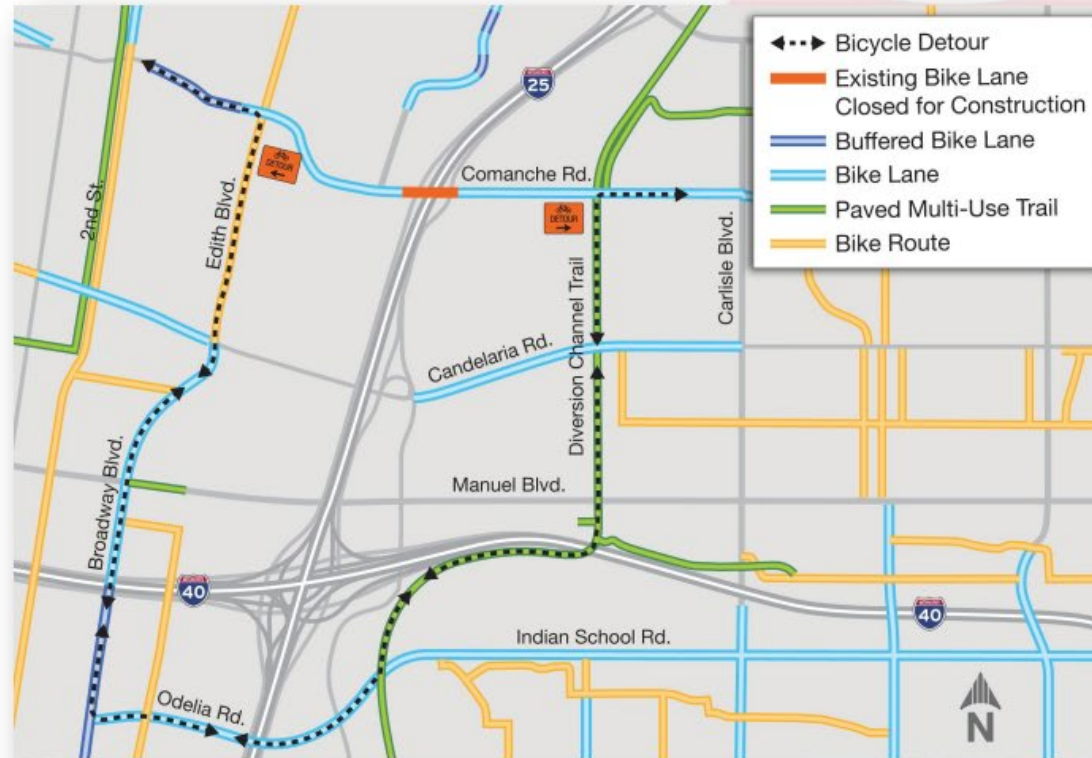 Bicycle Detour
Existing Bike Lane
Closed for Construction
Buffered Bike Lane
Bike Lane
Paved Multi-Use Trail
Bike Route
25
2nd St.
Edith Blvd.
DETOUR
Comanche Rd.
DETOUR
Carlisle Blvd.
Diversion Channel Trail
Candelaria Rd.
Broadway Blvd.
Manuel Blvd.
40
40
Indian School Rd.
Odelia Rd.
N